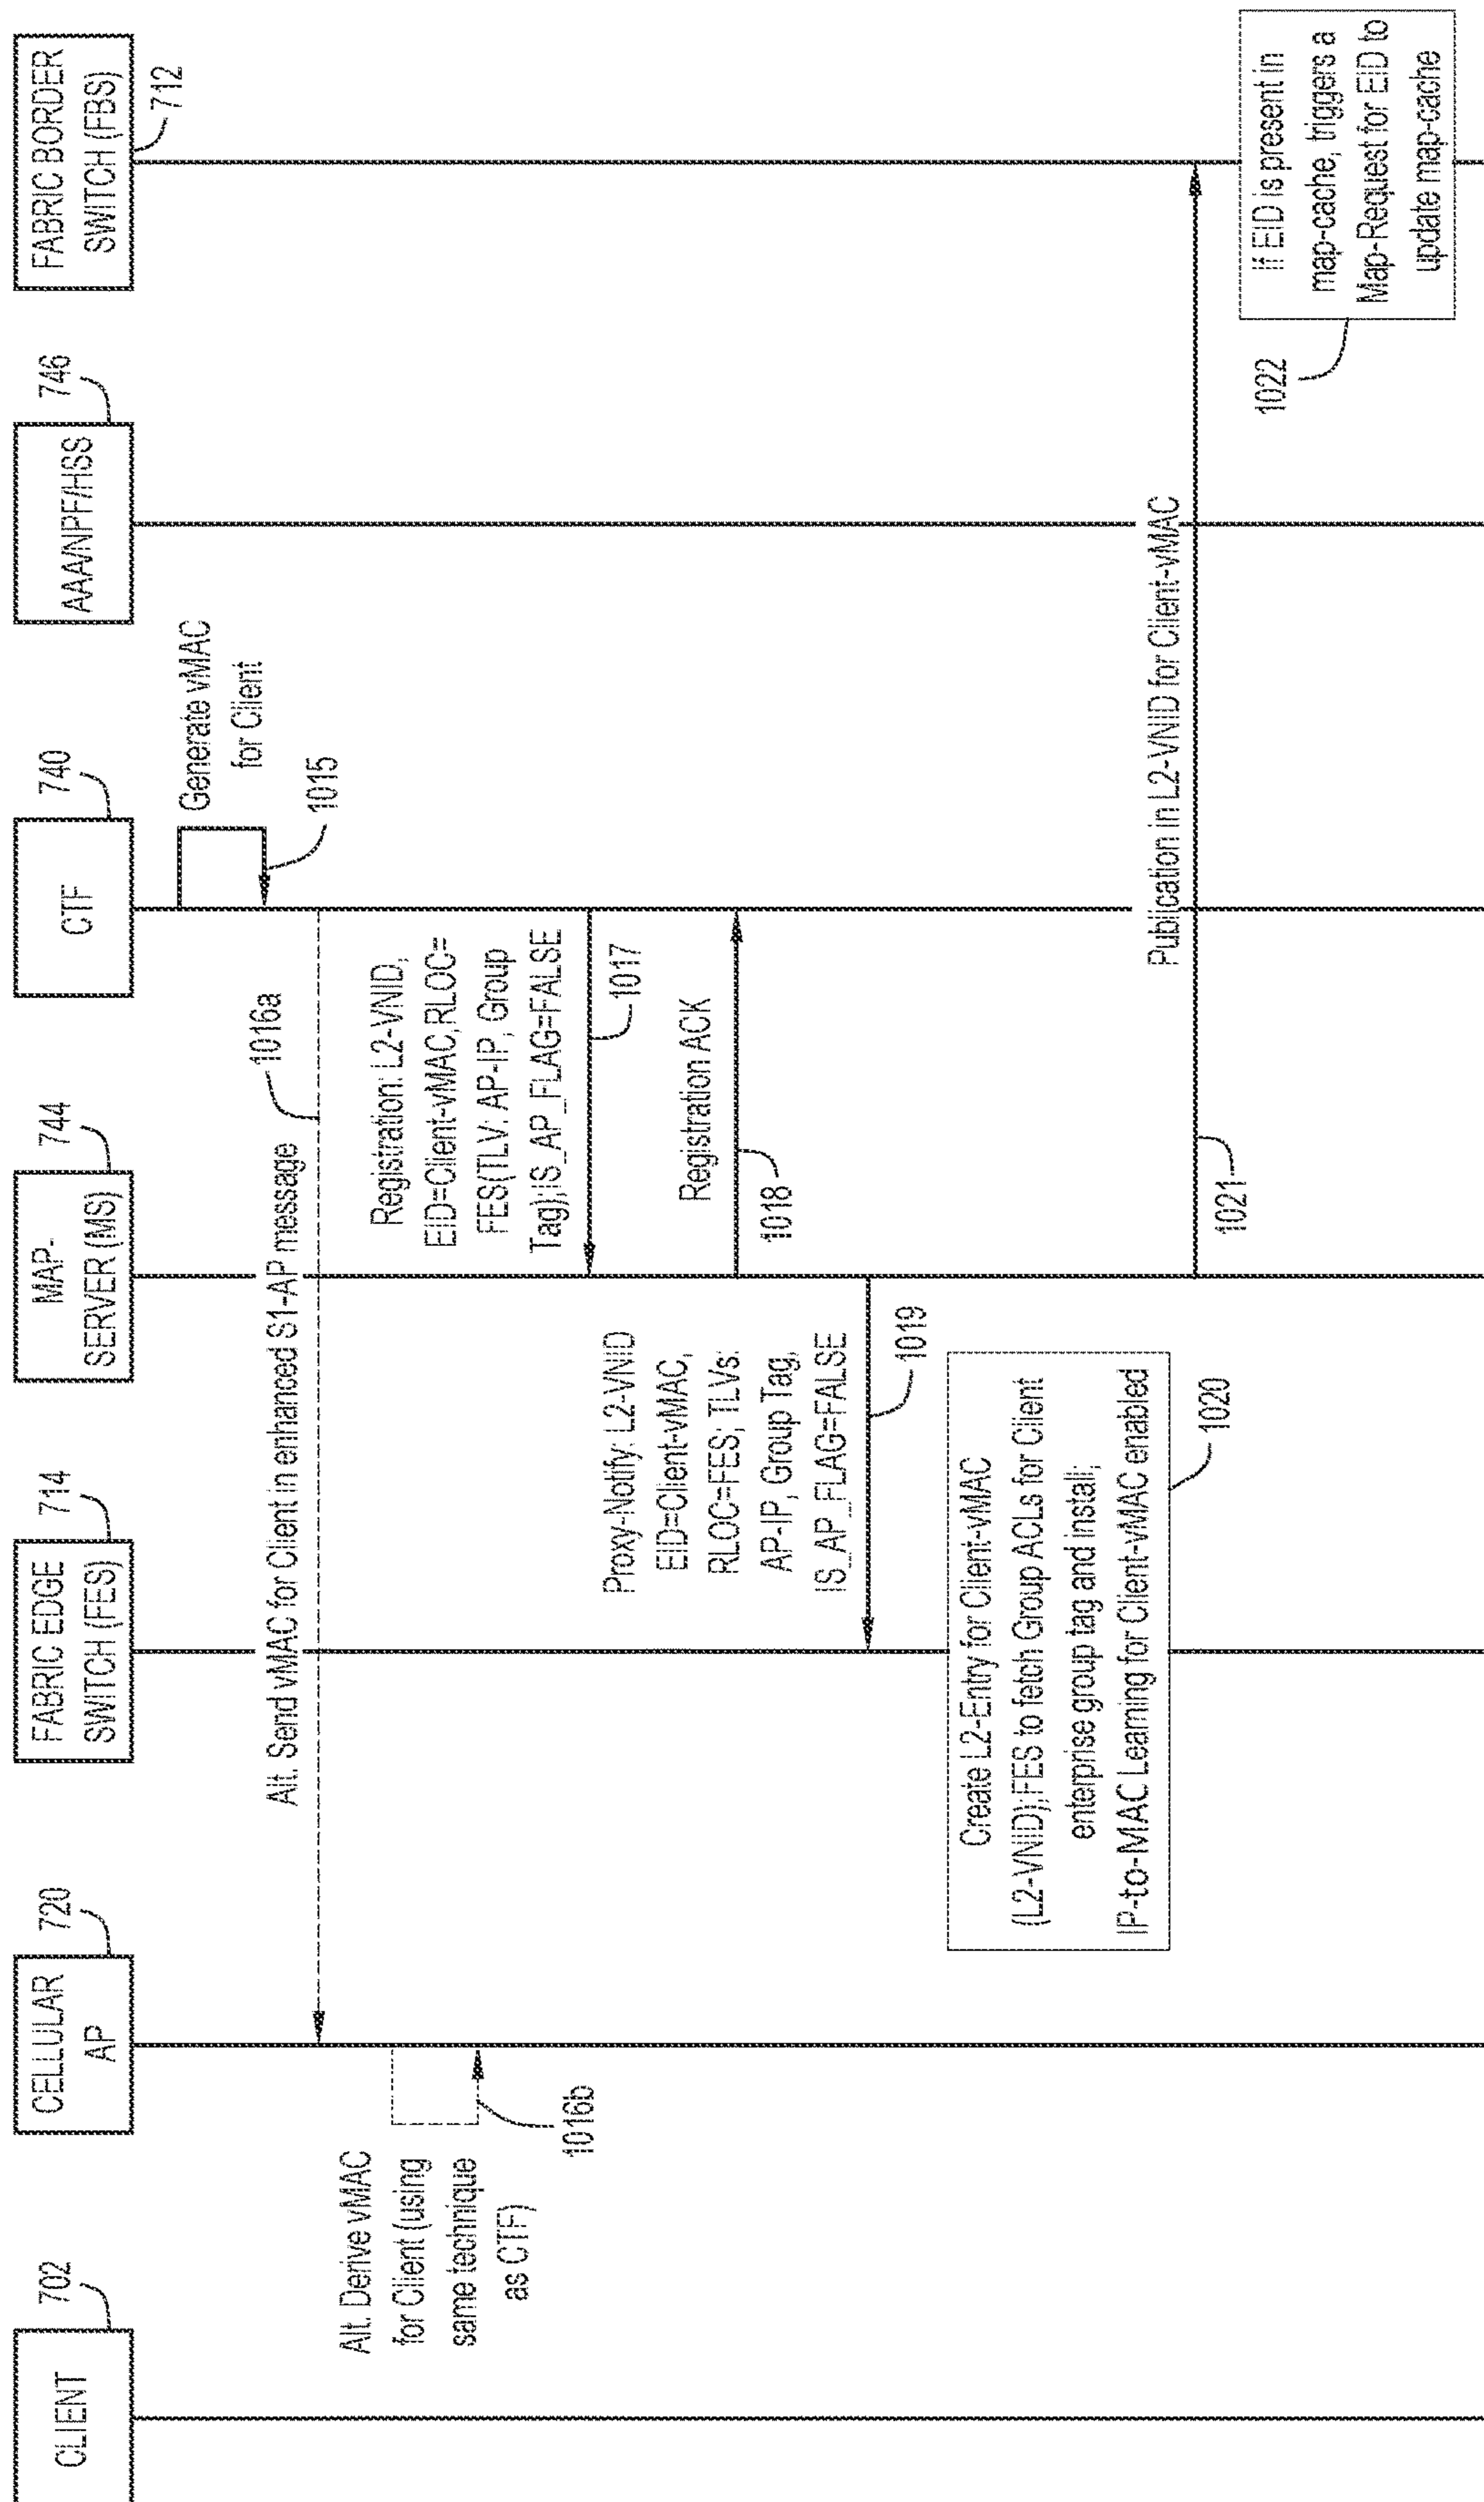 CLIENT
702
CELLULAR
AP
720
FABRIC EDGE
SWITCH (FES)
714
MAP-
SERVER (MS)
744
CTF
740
AAA/NPF/HSS
746
FABRIC BORDER
SWITCH (FBS)
712
Generate vMAC
for Client
1015
Alt. Send vMAC for Client in enhanced S1-AP message
1016a
Alt. Derive vMAC
for Client (using
same technique
as CTF)
1016b
Registration: L2-VNID,
EID=Client-vMAC,RLOC=
FES(TLV: AP-IP, Group
Tag);IS_AP_FLAG=FALSE
1017
Registration ACK
1018
Proxy-Notify: L2-VNID
EID=Client-vMAC,
RLOC=FES; TLVs:
AP-IP, Group Tag,
IS_AP_FLAG=FALSE
1019
Create L2-Entry for Client-vMAC
(L2-VNID);FES to fetch Group ACLs for Client
enterprise group tag and install;
IP-to-MAC Learning for Client-vMAC enabled
1020
Publication in L2-VNID for Client-vMAC
1021
If EID is present in
map-cache, triggers a
Map-Request for EID to
update map-cache
1022